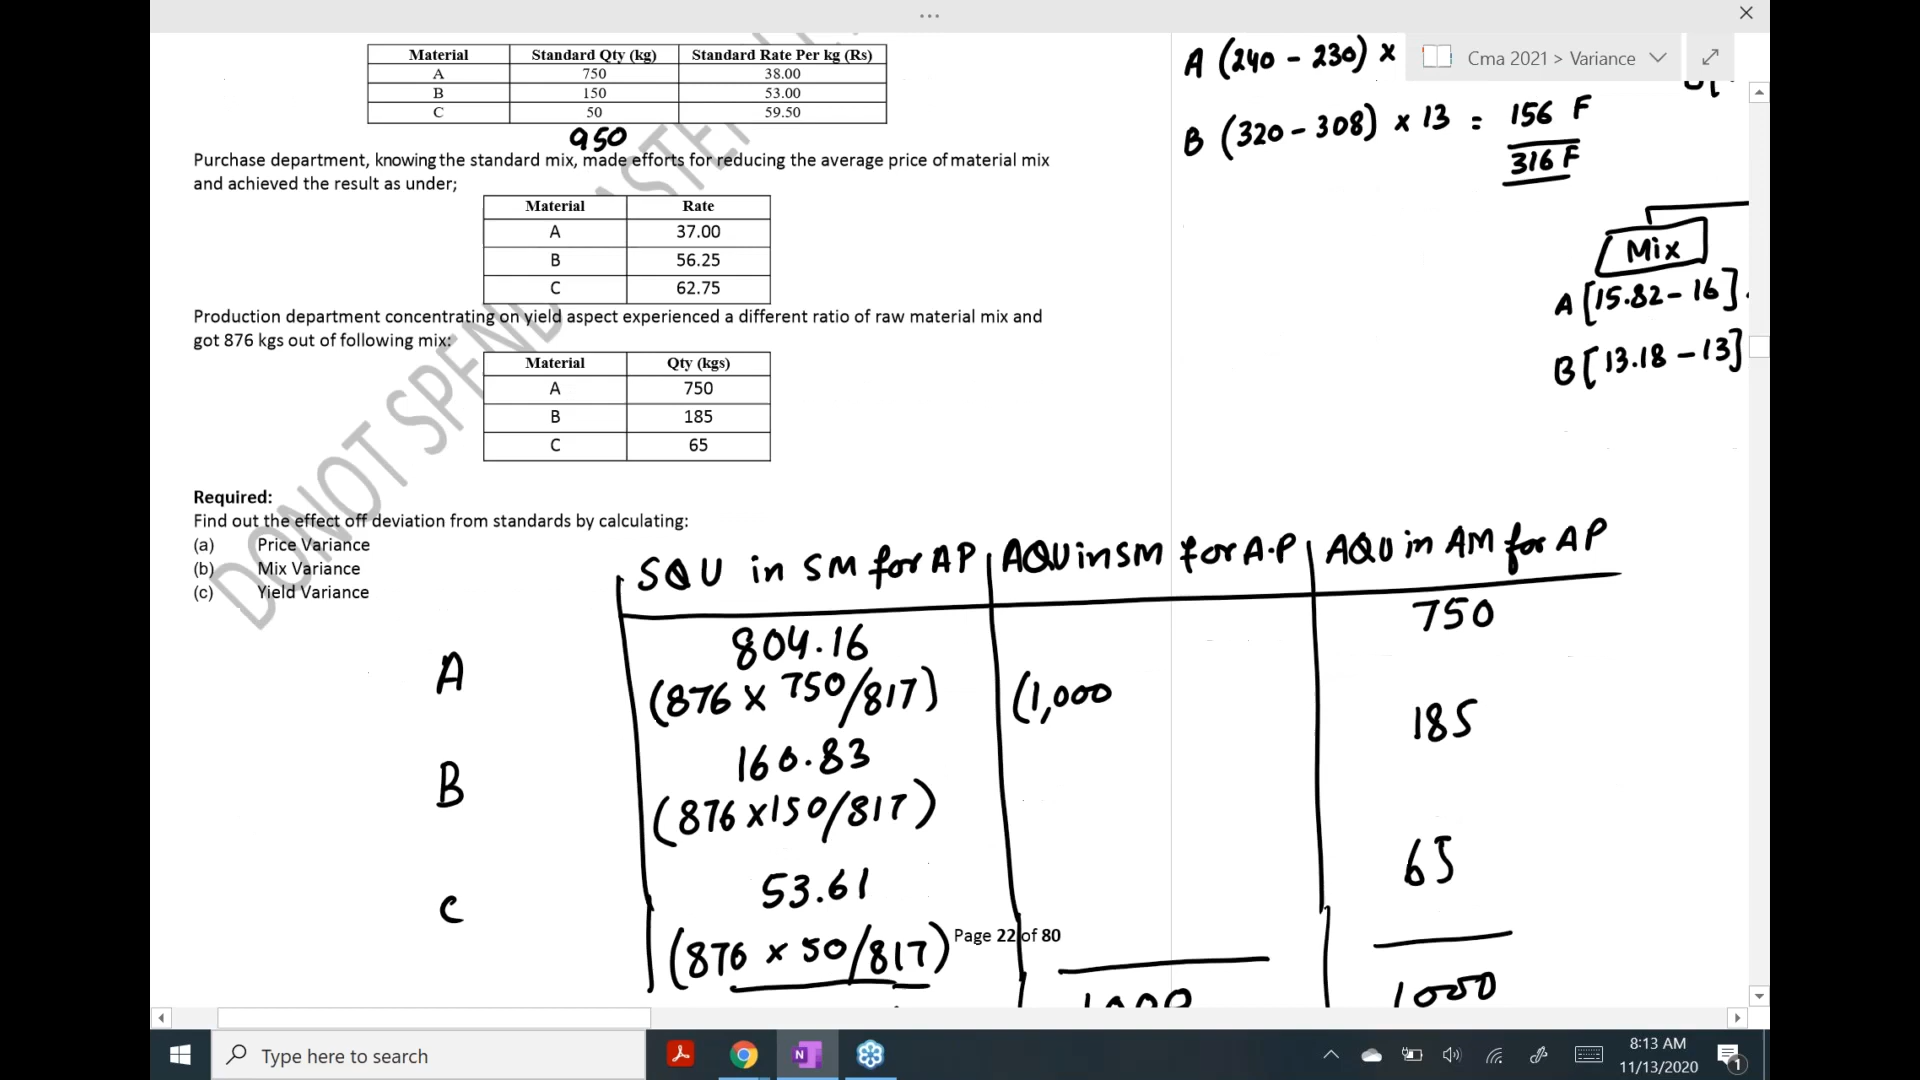 ...
Material Standard Qty (kg) Standard Rate Per kg (Rs)
A 750 38.00
B 150 53.00
C 50 59.50
950
Purchase department, knowing the standard mix, made efforts for reducing the average price of material mix
and achieved the result as under;
Material Rate
A 37.00
B 56.25
C 62.75
Production department concentrating on yield aspect experienced a different ratio of raw material mix and
got 876 kgs out of following mix:
Material Qty (kgs)
A 750
B 185
C 65
Required:
Find out the effect off deviation from standards by calculating:
(a) Price Variance
(b) Mix Variance
(c) Yield Variance
DONOT SPEND
A (240 - 230) ×
Cma 2021 > Variance
B (320 - 308) × 13 = 156 F
316 F
Mix
A [15.82 - 16]
B [13.18 - 13]
SQU in SM for AP AQU in SM for A.P AQU in AM for AP
804.16 750
A (876 × 750/817) (1,000
160.83 185
B (876 × 150/817)
53.61 65
C (876 × 50/817)
1000 1000
Page 22 of 80
Type here to search
8:13 AM
11/13/2020
1